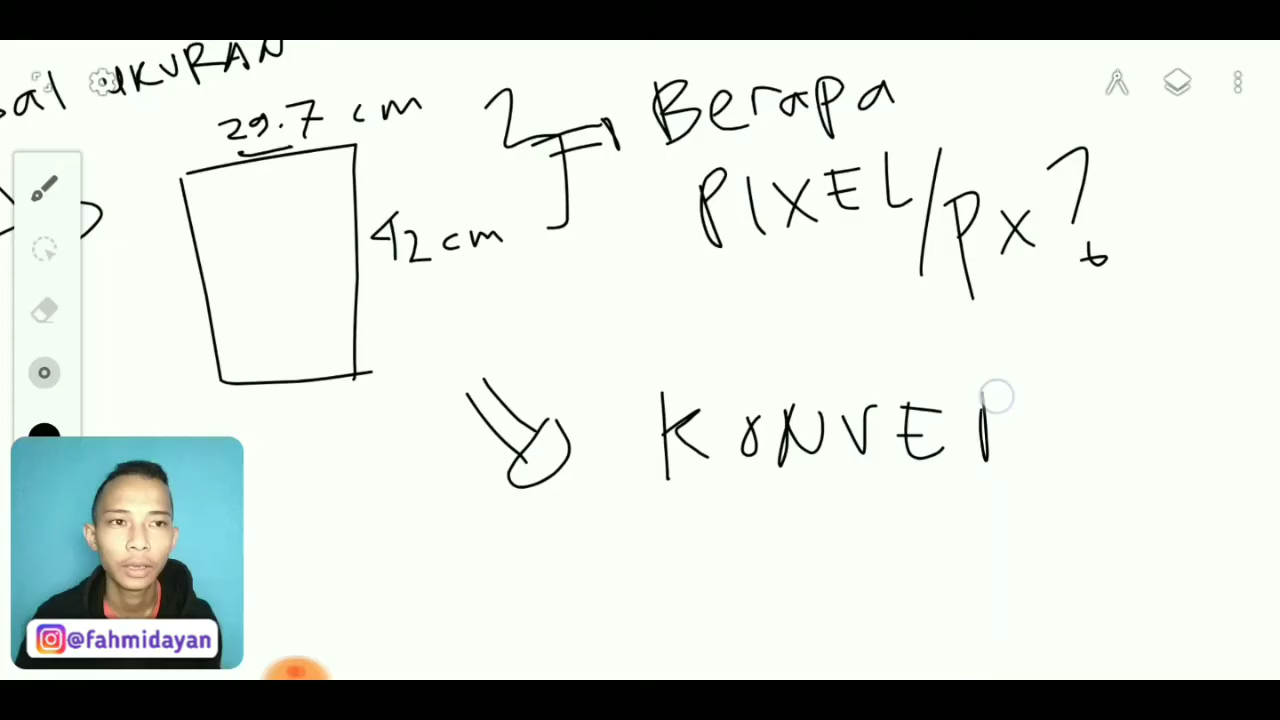 UKURAN
29.7 cm
42 cm
Berapa
PIXEL/PX?
KONVE
@fahmidayan